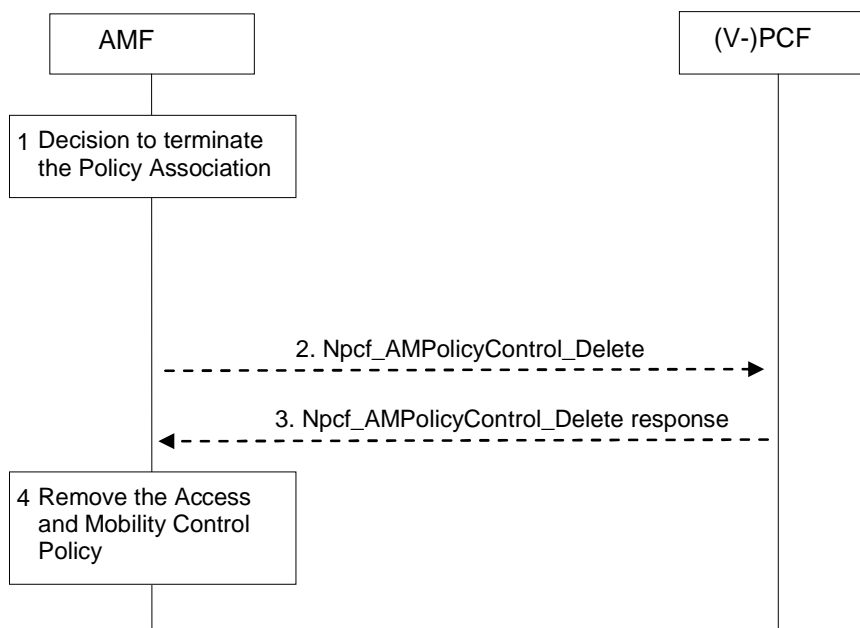 AMF
(V-)PCF
1 Decision to terminate
the Policy Association
2. Npcf_AMPolicyControl_Delete
3. Npcf_AMPolicyControl_Delete response
4 Remove the Access
and Mobility Control
Policy